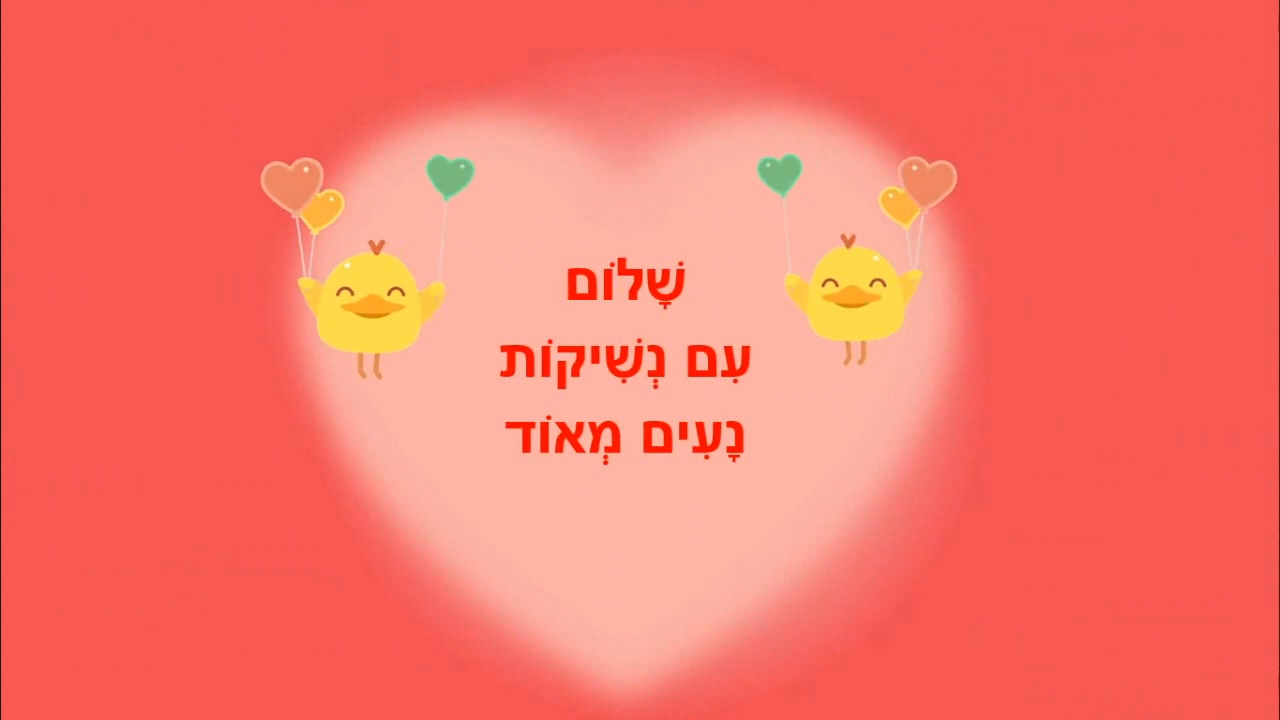 שָׁלוֹם
עִם נְשִׁיקוֹת
נָעִים מְאוֹד